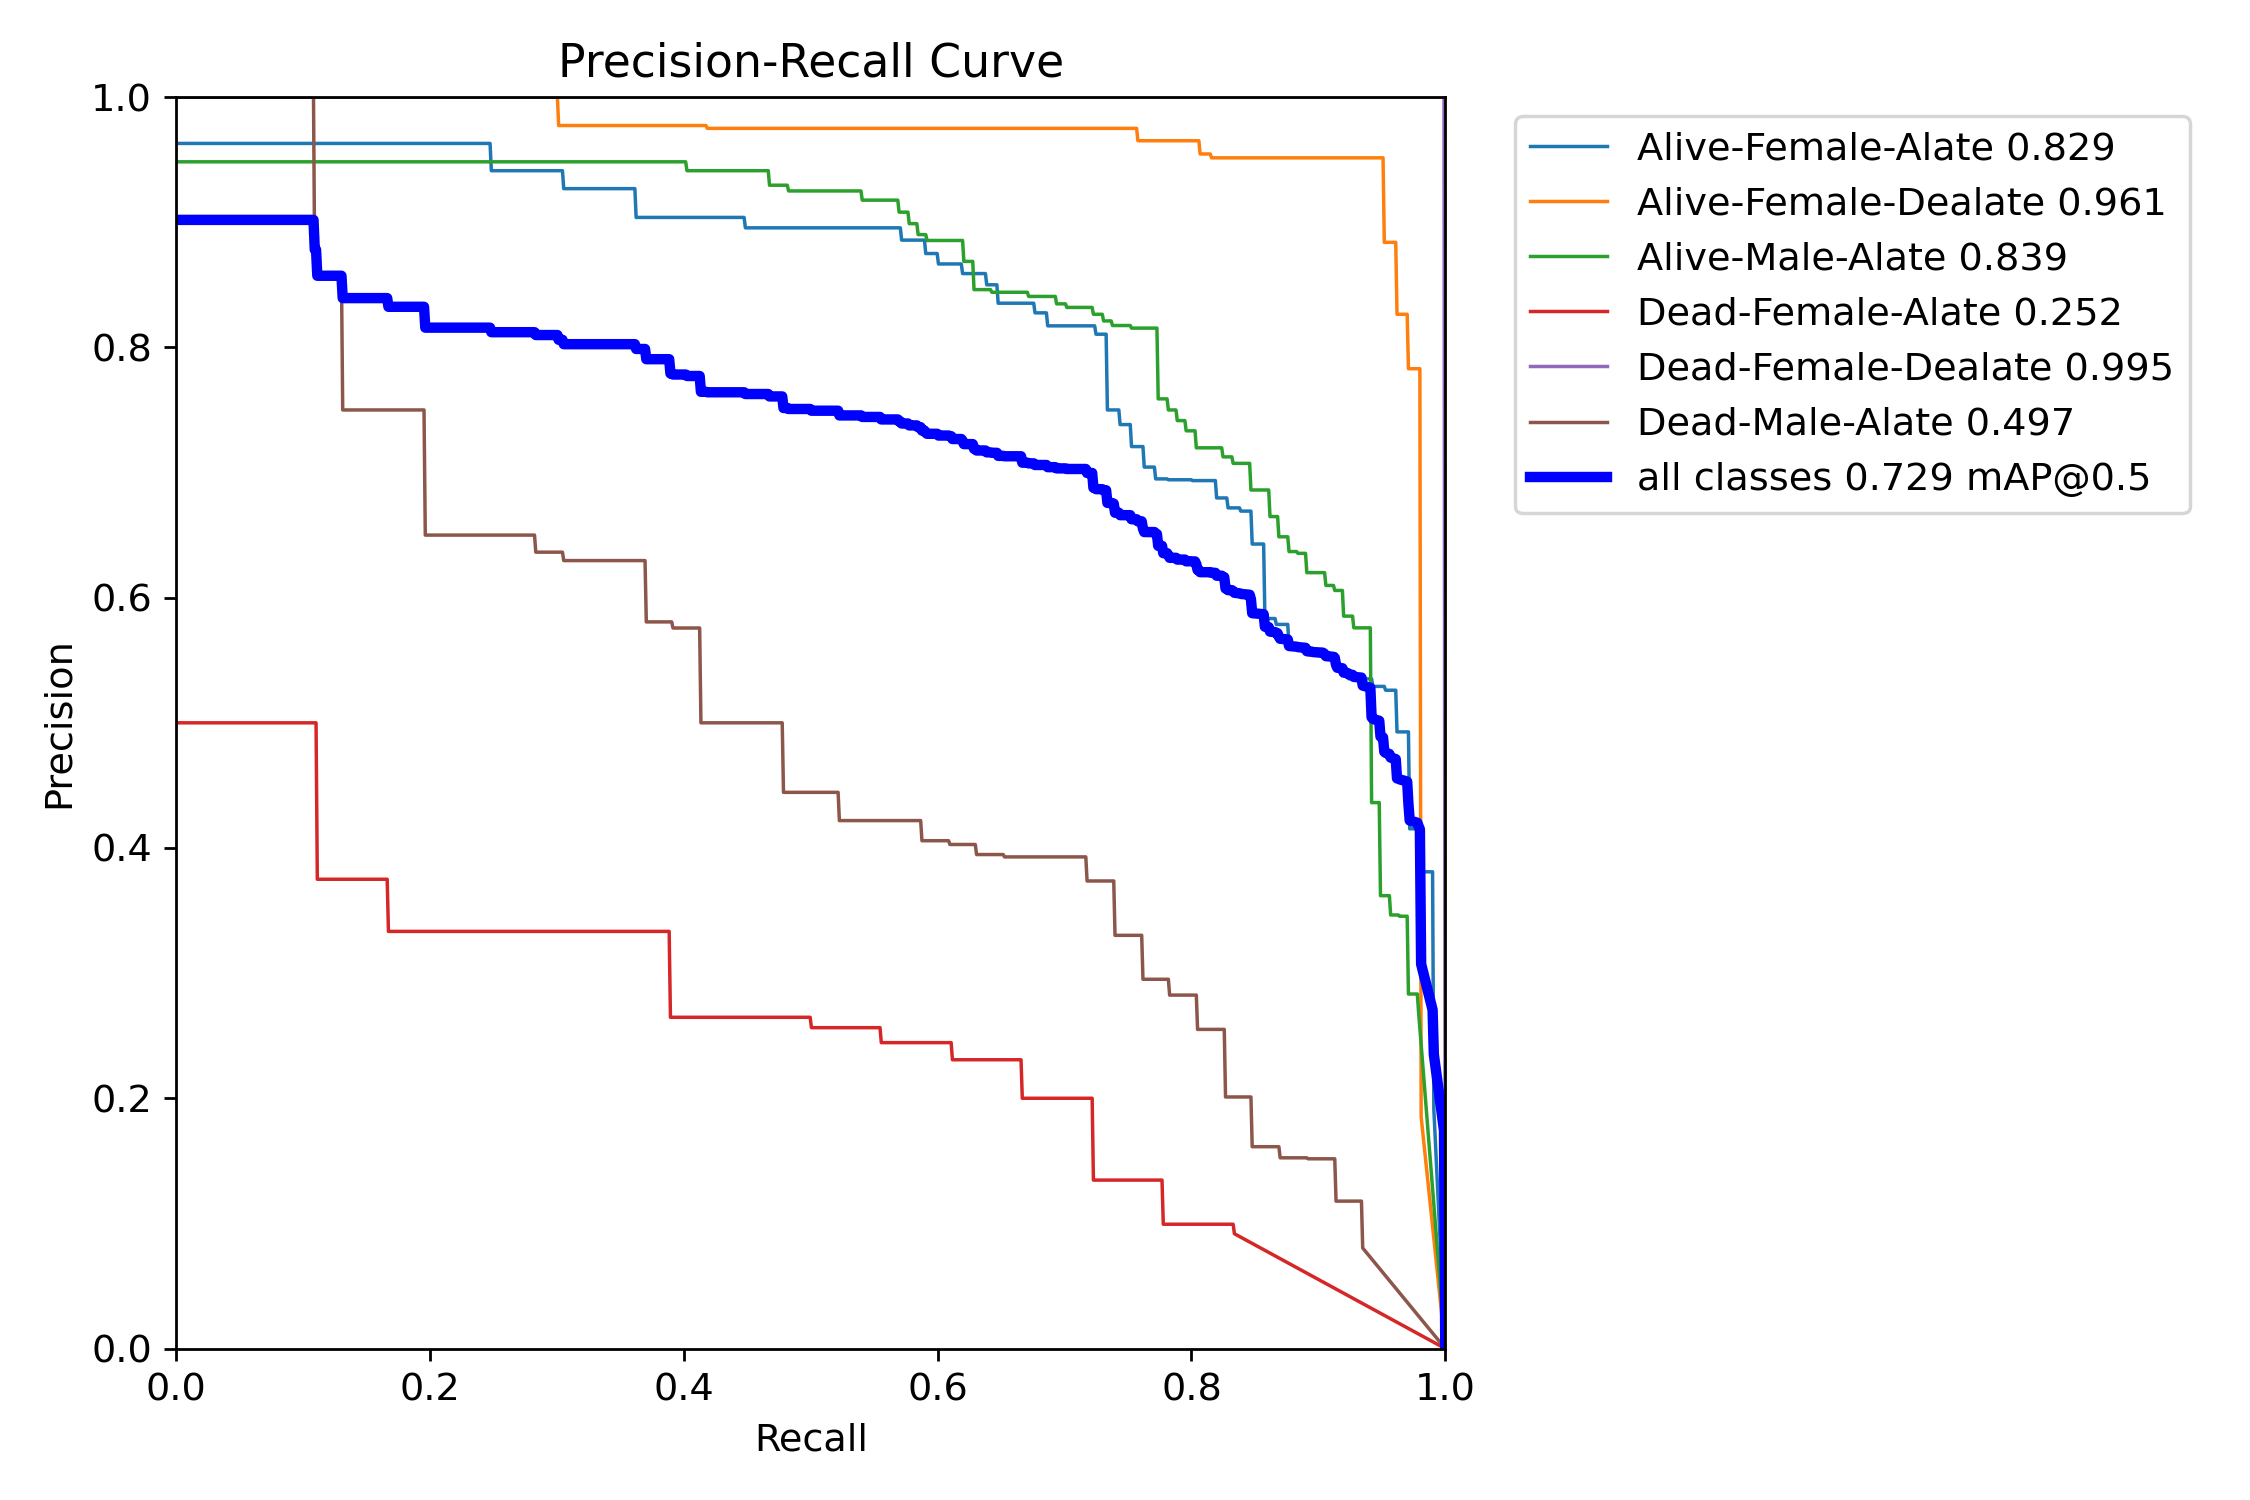 Precision-Recall Curve
1.0
0.8
0.6
0.4
0.2
0.0
Precision
0.0 0.2 0.4 0.6 0.8 1.0
Recall
Alive-Female-Alate 0.829
Alive-Female-Dealate 0.961
Alive-Male-Alate 0.839
Dead-Female-Alate 0.252
Dead-Female-Dealate 0.995
Dead-Male-Alate 0.497
all classes 0.729 mAP@0.5